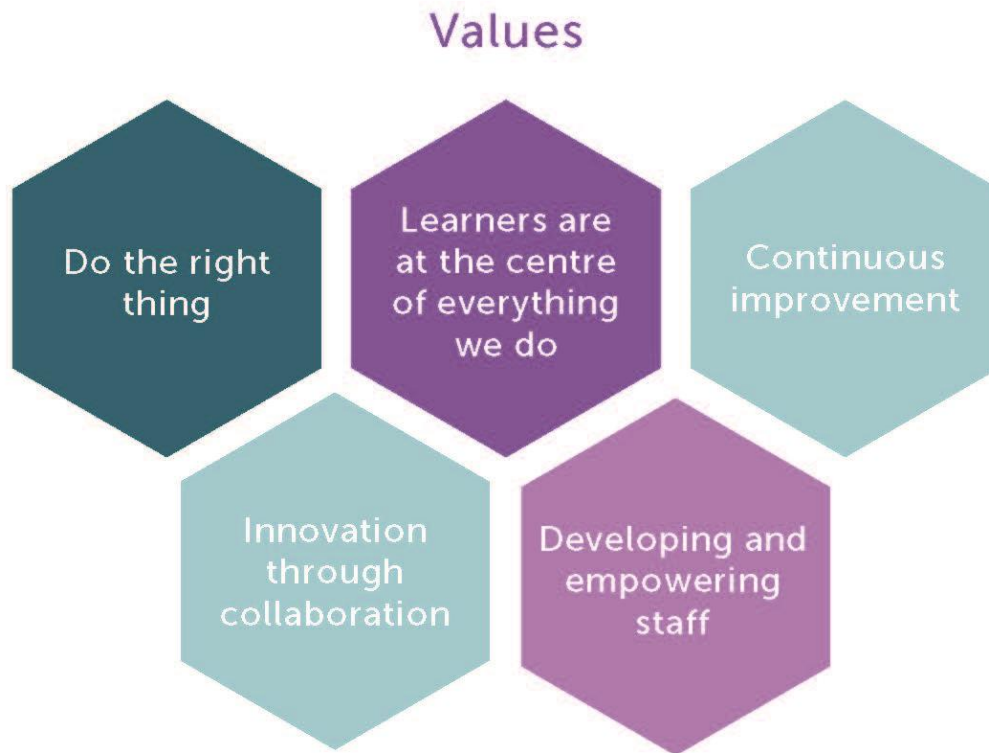 Values
Do the right
thing
Learners are
at the centre
of everything
we do
Continuous
improvement
Innovation
through
collaboration
Developing and
empowering
staff